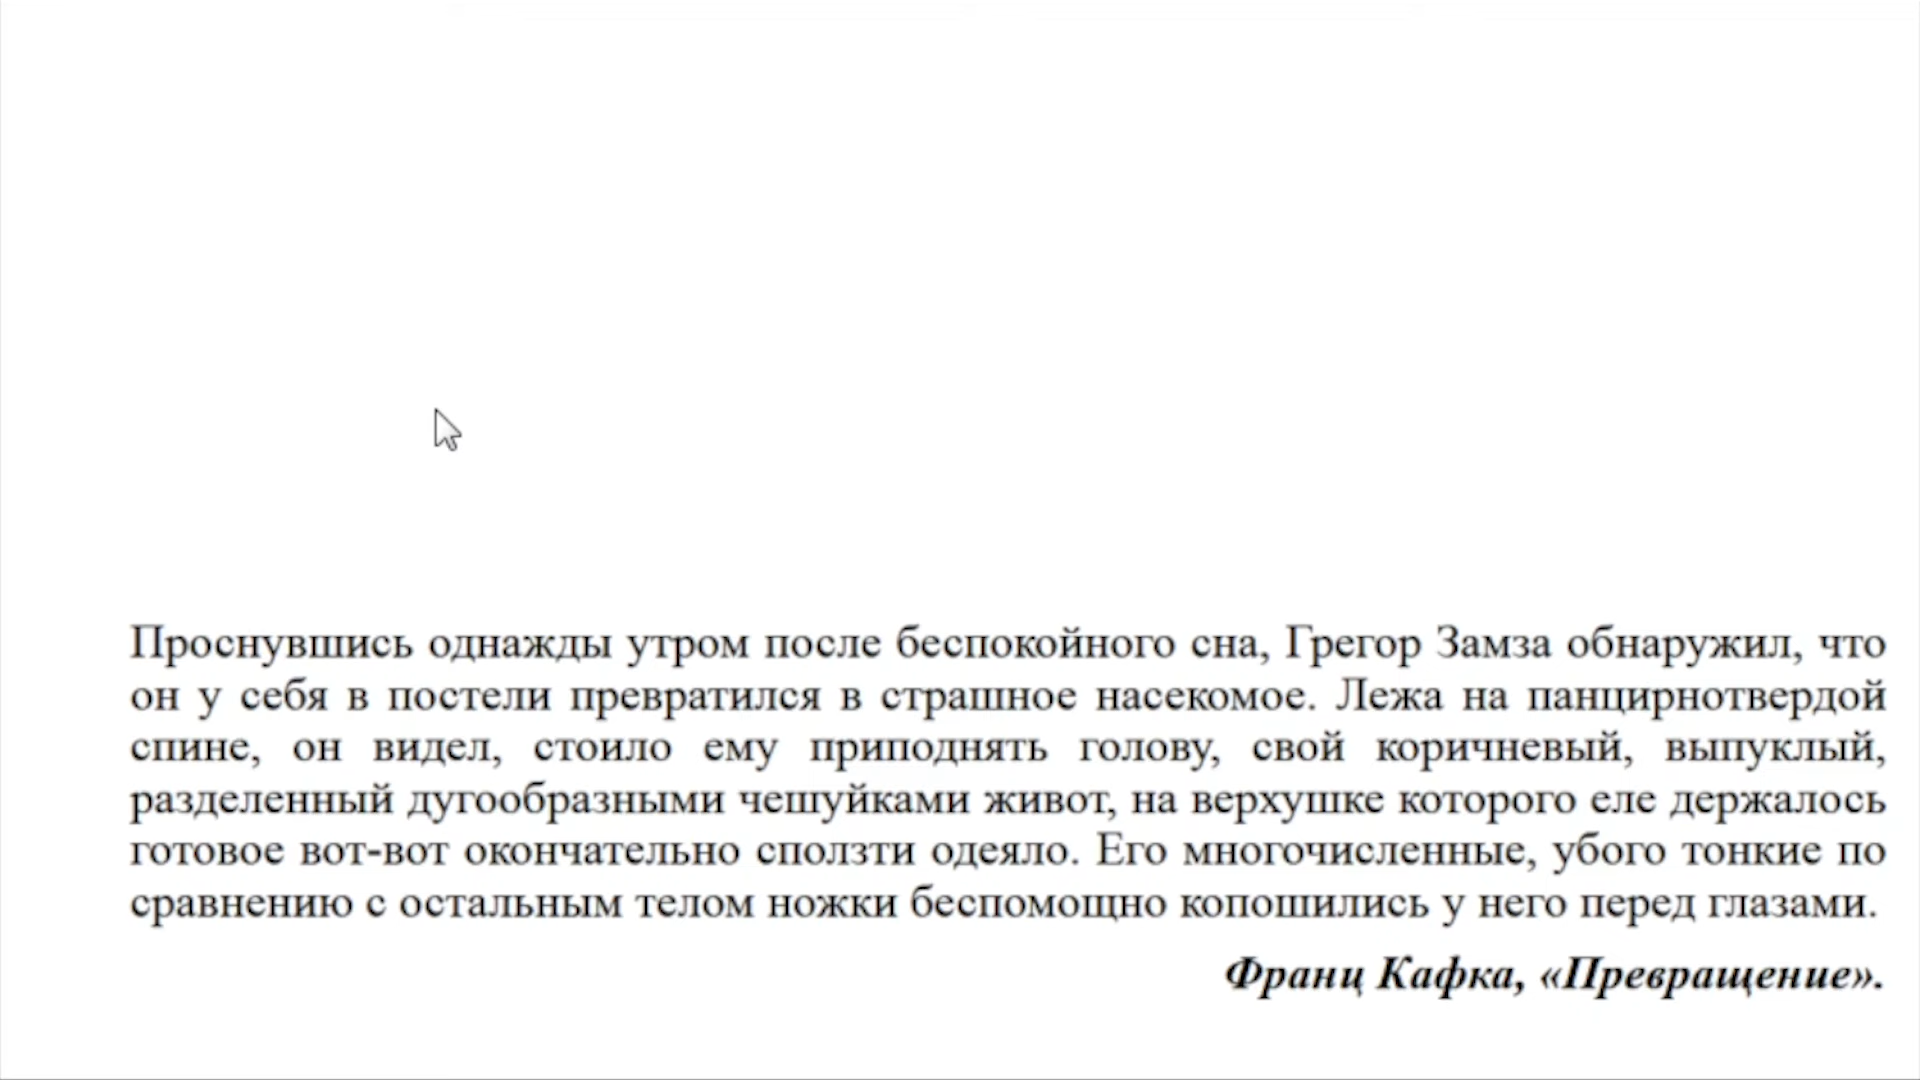 Проснувшись однажды утром после беспокойного сна, Грегор Замза обнаружил, что
он у себя в постели превратился в страшное насекомое. Лежа на панцирнотвердой
спине, он видел, стоило ему приподнять голову, свой коричневый, выпуклый,
разделенный дугообразными чешуйками живот, на верхушке которого еле держалось
готовое вот-вот окончательно сползти одеяло. Его многочисленные, убого тонкие по
сравнению с остальным телом ножки беспомощно копошились у него перед глазами.
Франц Кафка, «Превращение».